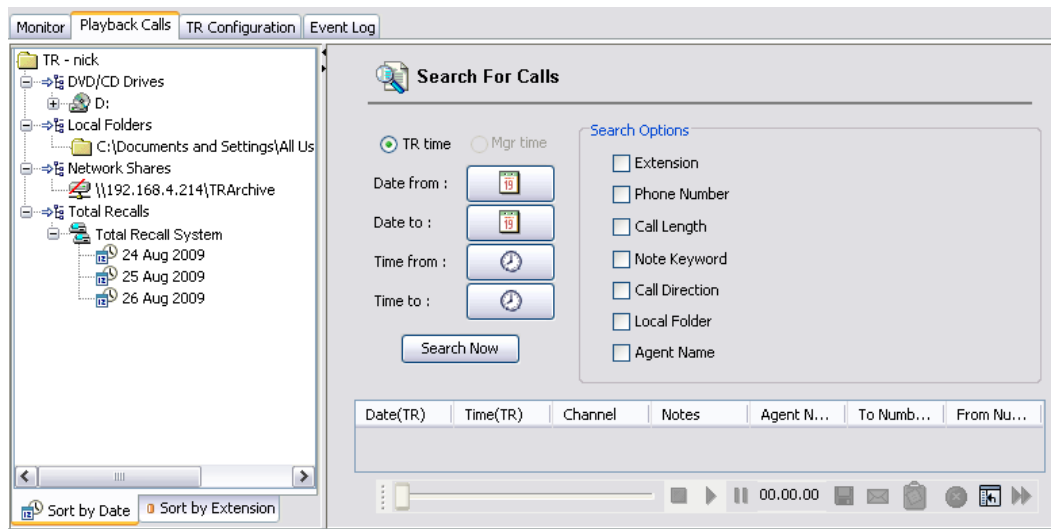 Monitor Playback Calls TR Configuration Event Log
TR - nick
DVD/CD Drives
D:
Local Folders
C:\Documents and Settings\All Us
Network Shares
\\192.168.4.214\TRArchive
Total Recalls
Total Recall System
24 Aug 2009
25 Aug 2009
26 Aug 2009
Sort by Date Sort by Extension
Search For Calls
TR time Mgr time
Date from :
19
Date to :
19
Time from :
Time to :
Search Now
Search Options
Extension
Phone Number
Call Length
Note Keyword
Call Direction
Local Folder
Agent Name
Date(TR) Time(TR) Channel Notes Agent N... To Numb... From Nu...
00.00.00